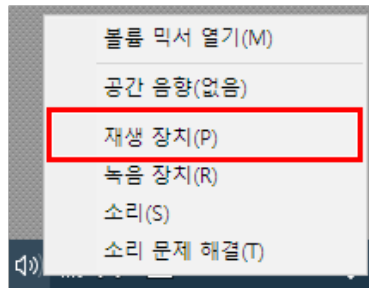 볼륨 믹서 열기(M)
공간 음향(없음)
재생 장치(P)
녹음 장치(R)
소리(S)
소리 문제 해결(T)